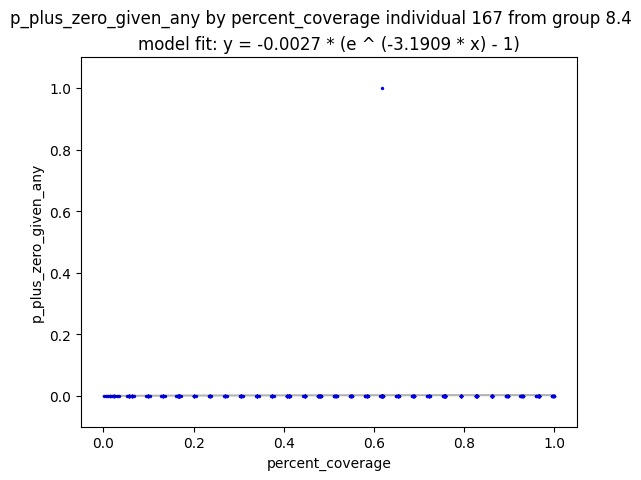 p_plus_zero_given_any by percent_coverage individual 167 from group 8.4
model fit: y = -0.0027 * (e ^ (-3.1909 * x) - 1)
1.0
0.8
0.6
0.4
0.2
0.0
p_plus_zero_given_any
0.0 0.2 0.4 0.6 0.8 1.0
percent_coverage